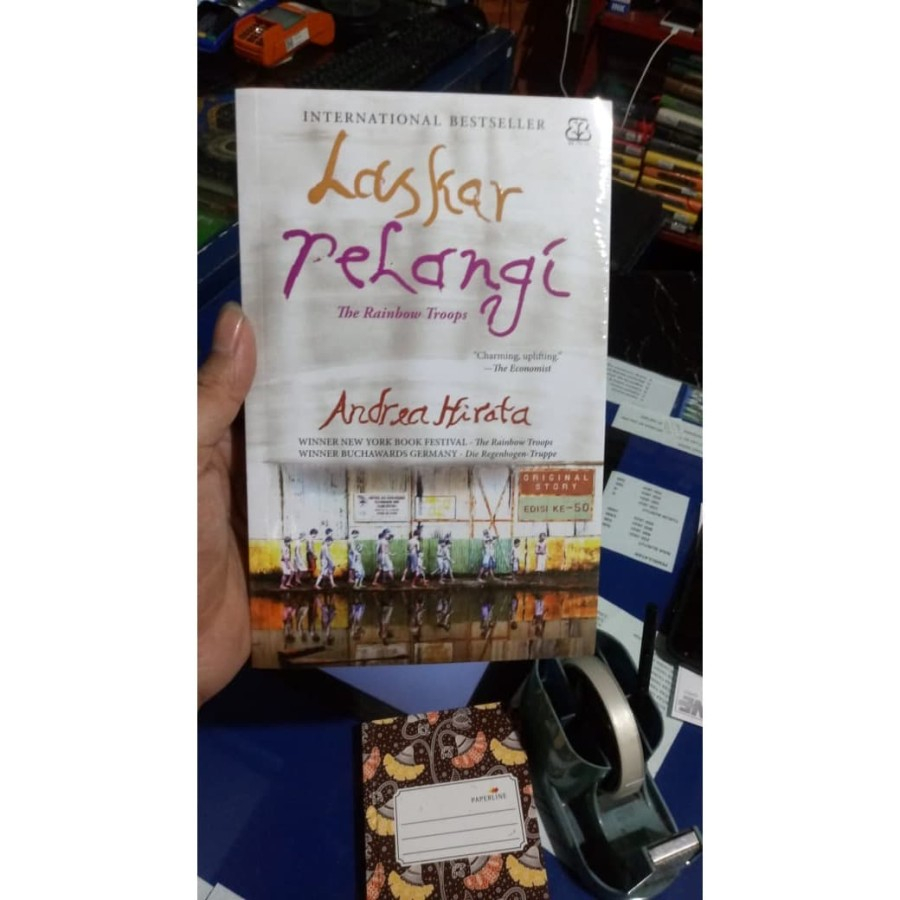 INTERNATIONAL BESTSELLER
Laskar
Pelangi
The Rainbow Troops
"Charming, uplifting."
—The Economist
Andrea Hirata
WINNER NEW YORK BOOK FESTIVAL - The Rainbow Troops
WINNER BUCHAWARDS GERMANY - Die Regenbogen-Truppe
ORIGINAL
STORY
EDISI KE-50
PAPERLINE